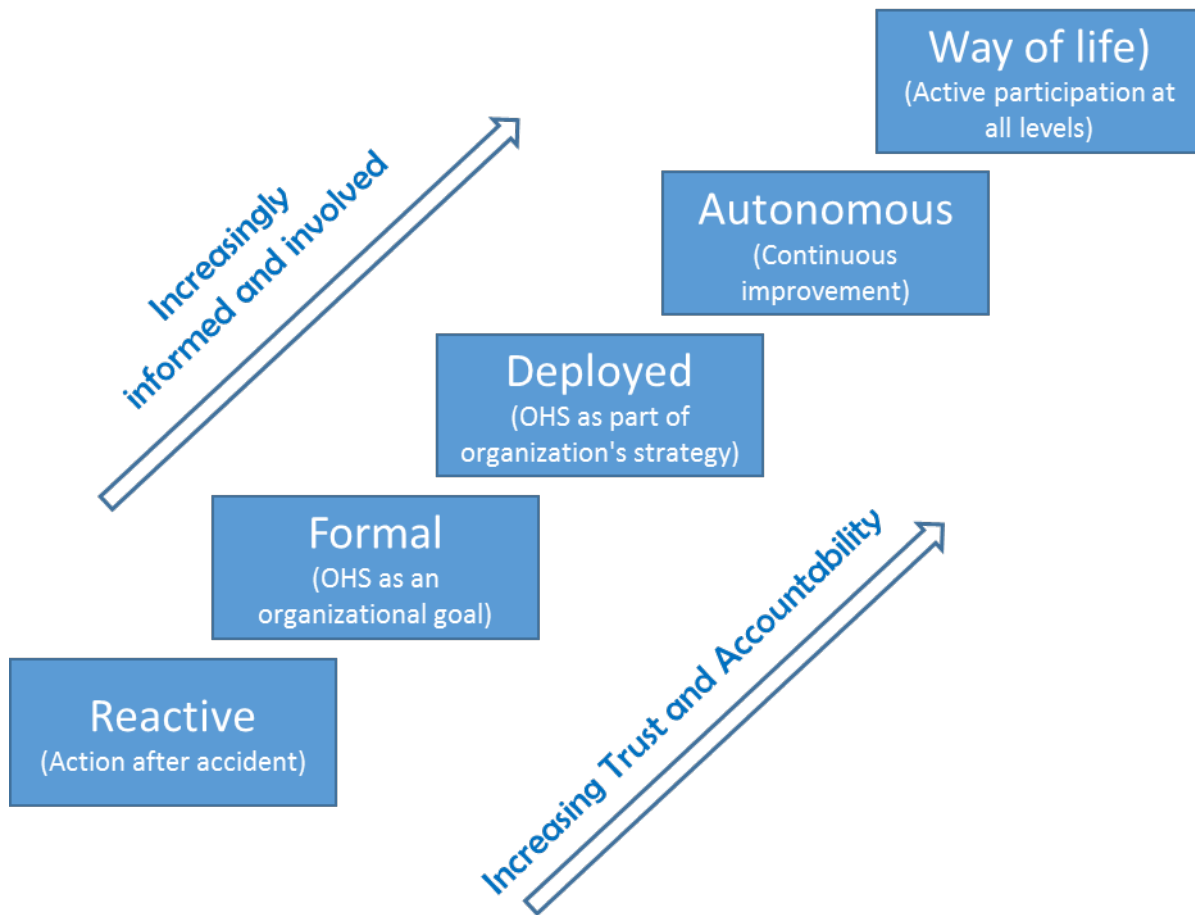 Way of life)
(Active participation at
all levels)
Increasingly
informed and involved
Autonomous
(Continuous
improvement)
Deployed
(OHS as part of
organization's strategy)
Formal
(OHS as an
organizational goal)
Increasing Trust and Accountability
Reactive
(Action after accident)